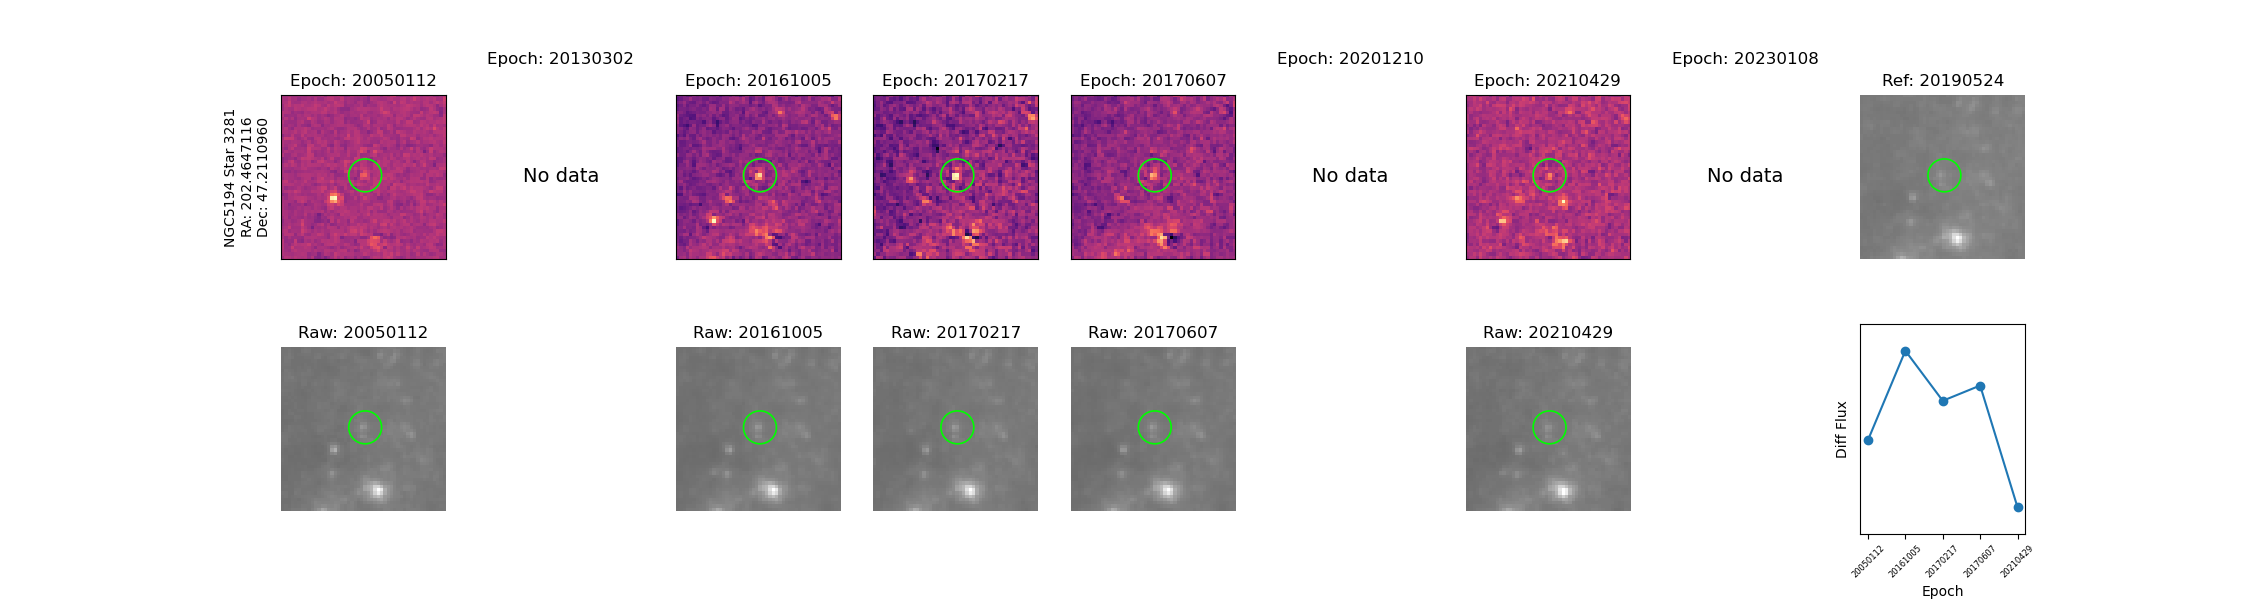 Epoch: 20130302
Epoch: 20201210
Epoch: 20230108
Epoch: 20050112
Epoch: 20161005
Epoch: 20170217
Epoch: 20170607
Epoch: 20210429
Ref: 20190524
NGC5194 Star 3281
RA: 202.4647116
Dec: 47.2110960
No data
No data
No data
Raw: 20050112
Raw: 20161005
Raw: 20170217
Raw: 20170607
Raw: 20210429
Diff Flux
20050112
20161005
20170217
20170607
20210429
Epoch